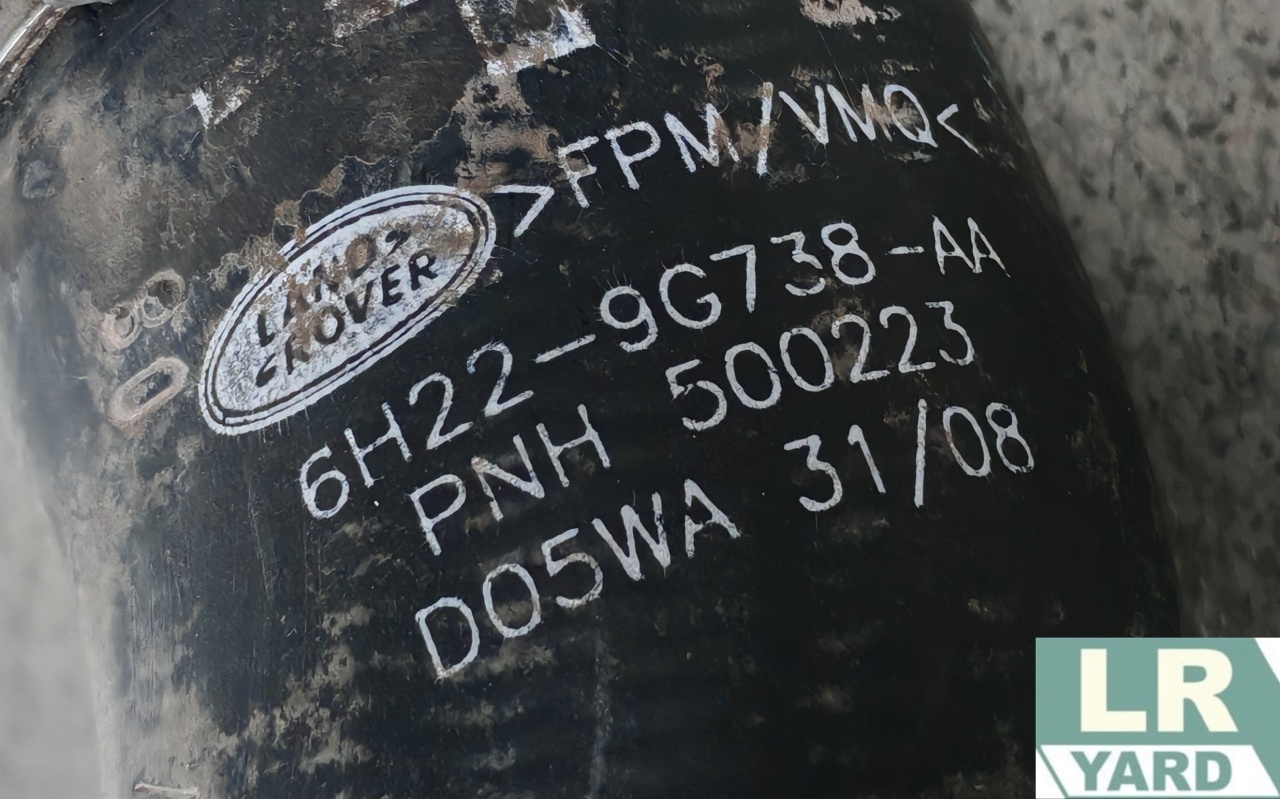 >FPM/VMQ<
LAND
ROVER
6H22-9G738-AA
PNH 500223
D05WA 31/08
LR
YARD